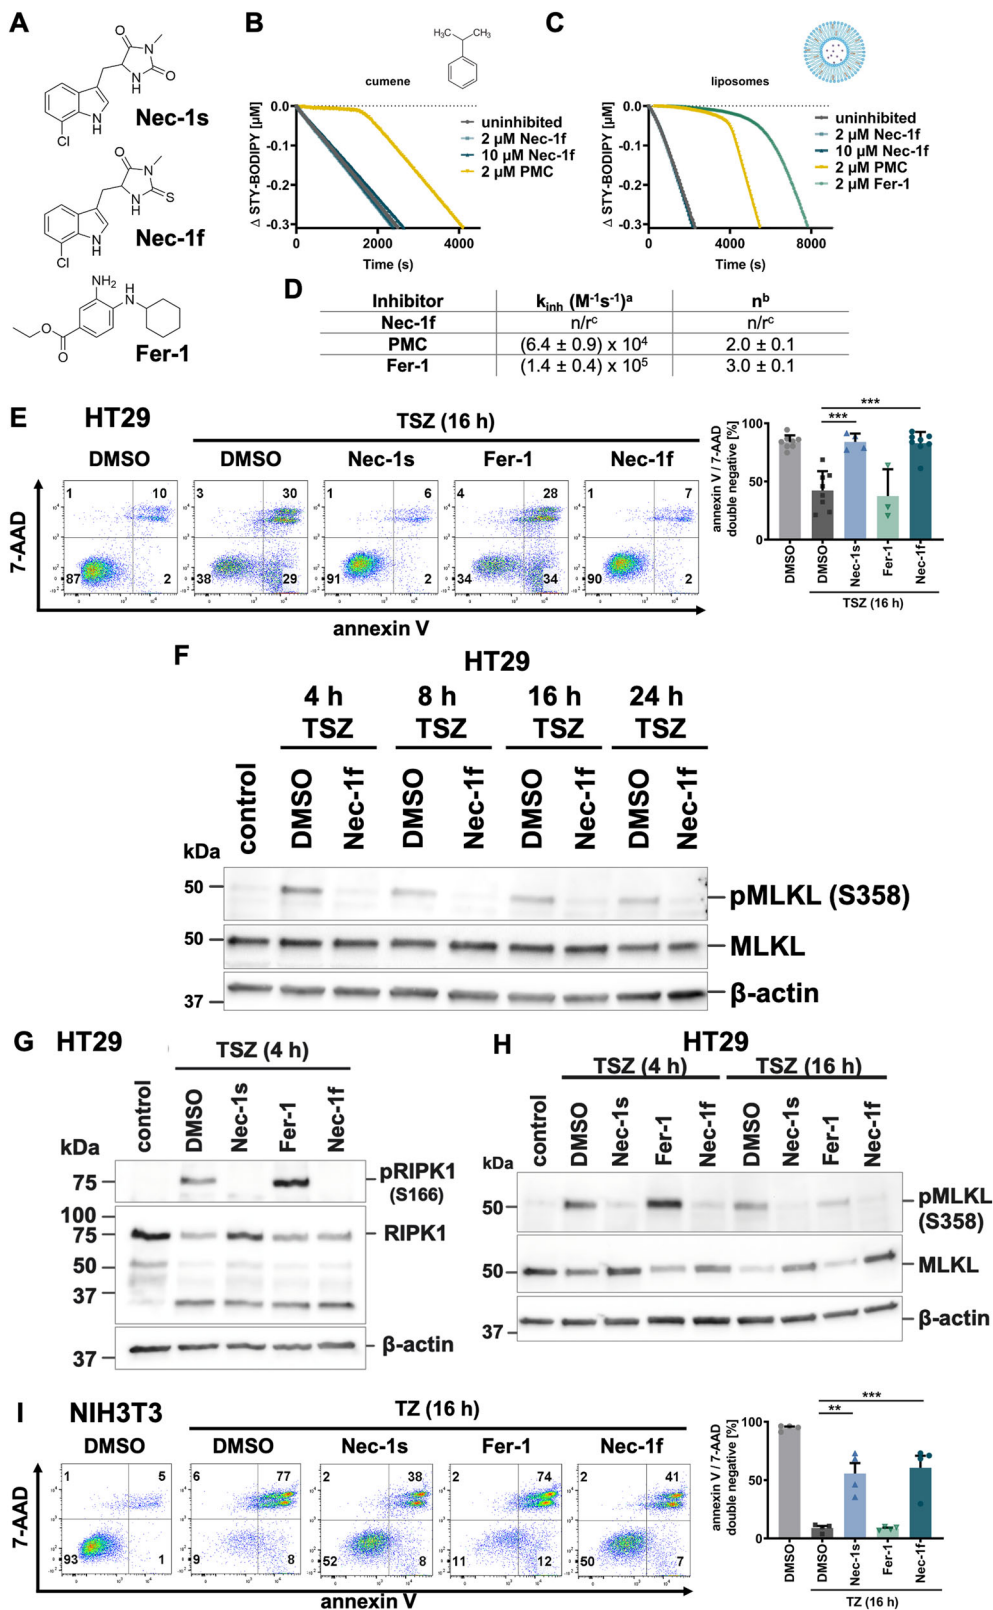 A
Nec-1s
Nec-1f
Fer-1
O
N
O
N
H
N
H
Cl
O
N
S
N
H
N
H
Cl
NH₂
H
N
O
O
B
H₃C
CH₃
cumene
Δ STY-BODIPY [µM]
0.0
-0.1
-0.2
-0.3
0
2000
4000
Time (s)
uninhibited
2 µM Nec-1f
10 µM Nec-1f
2 µM PMC
C
liposomes
Δ STY-BODIPY [µM]
0.0
-0.1
-0.2
-0.3
0
4000
8000
Time (s)
uninhibited
2 µM Nec-1f
10 µM Nec-1f
2 µM PMC
2 µM Fer-1
D
Inhibitor kinh (M⁻¹s⁻¹)ᵃ nᵇ
Nec-1f n/rᶜ n/rᶜ
PMC (6.4 ± 0.9) x 10⁴ 2.0 ± 0.1
Fer-1 (1.4 ± 0.4) x 10⁵ 3.0 ± 0.1
E HT29
TSZ (16 h)
DMSO DMSO Nec-1s Fer-1 Nec-1f
7-AAD
1 10 3 30 1 6 4 28 1 7
87 2 38 29 91 2 34 34 90 2
annexin V
annexin V / 7-AAD
double negative [%]
100
50
0
***
***
DMSO DMSO Nec-1s Fer-1 Nec-1f
TSZ (16 h)
F
HT29
4 h 8 h 16 h 24 h
TSZ TSZ TSZ TSZ
control DMSO Nec-1f DMSO Nec-1f DMSO Nec-1f DMSO Nec-1f
kDa
50 pMLKL (S358)
50 MLKL
37 β-actin
G HT29
TSZ (4 h)
control DMSO Nec-1s Fer-1 Nec-1f
kDa
75 pRIPK1
(S166)
100
75 RIPK1
50
37
37 β-actin
H HT29
TSZ (4 h) TSZ (16 h)
control DMSO Nec-1s Fer-1 Nec-1f DMSO Nec-1s Fer-1 Nec-1f
kDa
50 pMLKL
(S358)
50 MLKL
37 β-actin
I NIH3T3
TZ (16 h)
DMSO DMSO Nec-1s Fer-1 Nec-1f
7-AAD
1 5 6 77 2 38 2 74 2 41
93 1 9 8 52 8 11 12 50 7
annexin V
annexin V / 7-AAD
double negative [%]
100
50
0
**
***
DMSO DMSO Nec-1s Fer-1 Nec-1f
TZ (16 h)